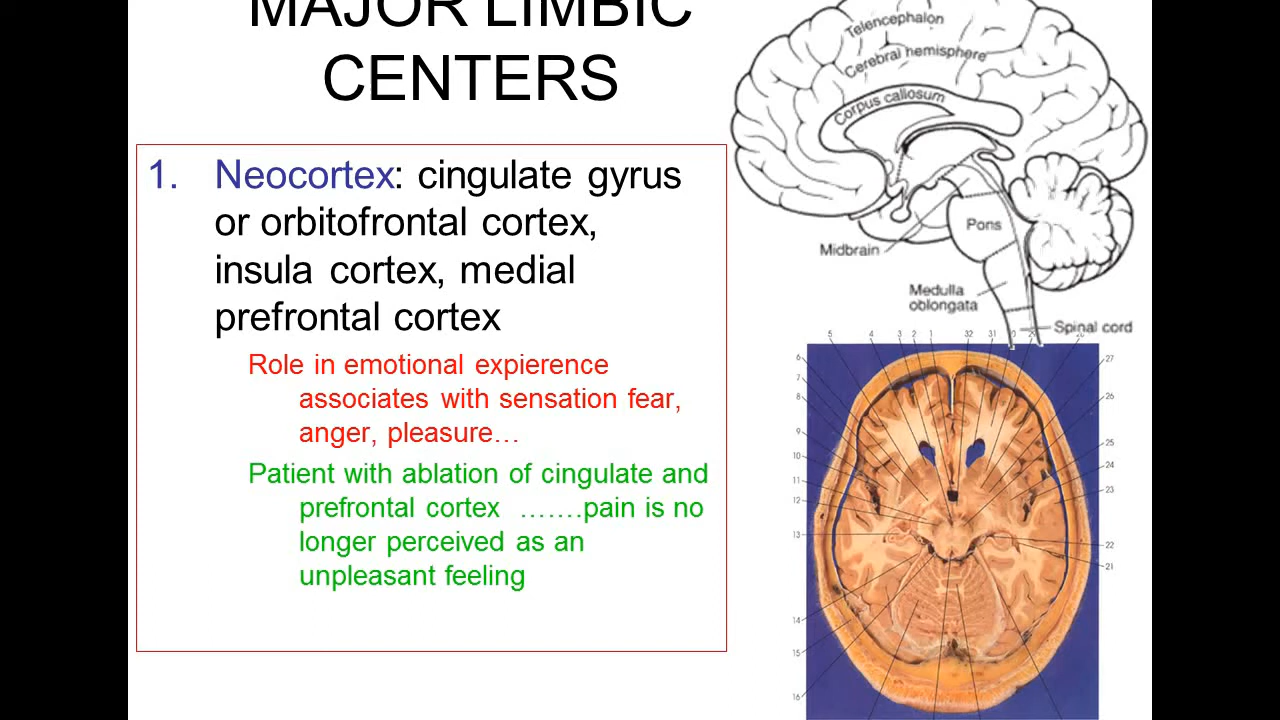 MAJOR LIMBIC
CENTERS
1. Neocortex: cingulate gyrus
or orbitofrontal cortex,
insula cortex, medial
prefrontal cortex
Role in emotional expierence
associates with sensation fear,
anger, pleasure…
Patient with ablation of cingulate and
prefrontal cortex …….pain is no
longer perceived as an
unpleasant feeling
Telencephalon
Cerebral hemisphere
Corpus callosum
Pons
Midbrain
Medulla
oblongata
Spinal cord
5 4 3 2 1 32 31
6
7
8
9
10
11
12
13
14
15
16
27
26
25
24
23
22
21